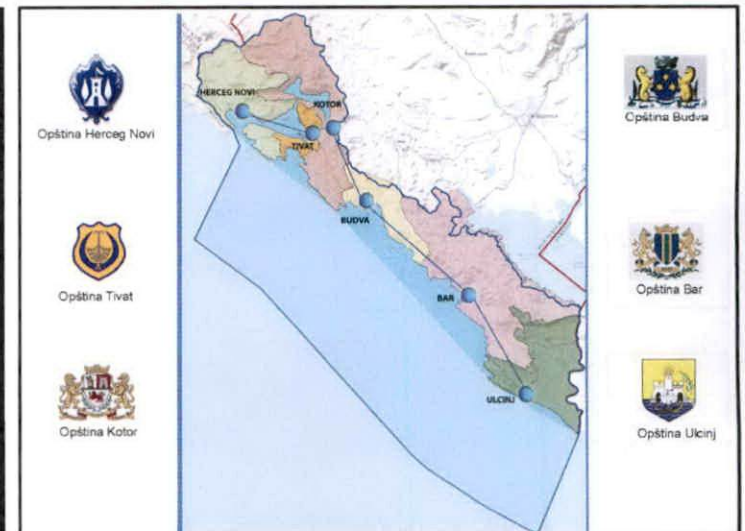 Opština Herceg Novi
Opština Tivat
Opština Kotor
HERCEG NOVI
KOTOR
TIVAT
BUDVA
BAR
ULCINJ
Opština Budva
Opština Bar
Opština Ulcinj